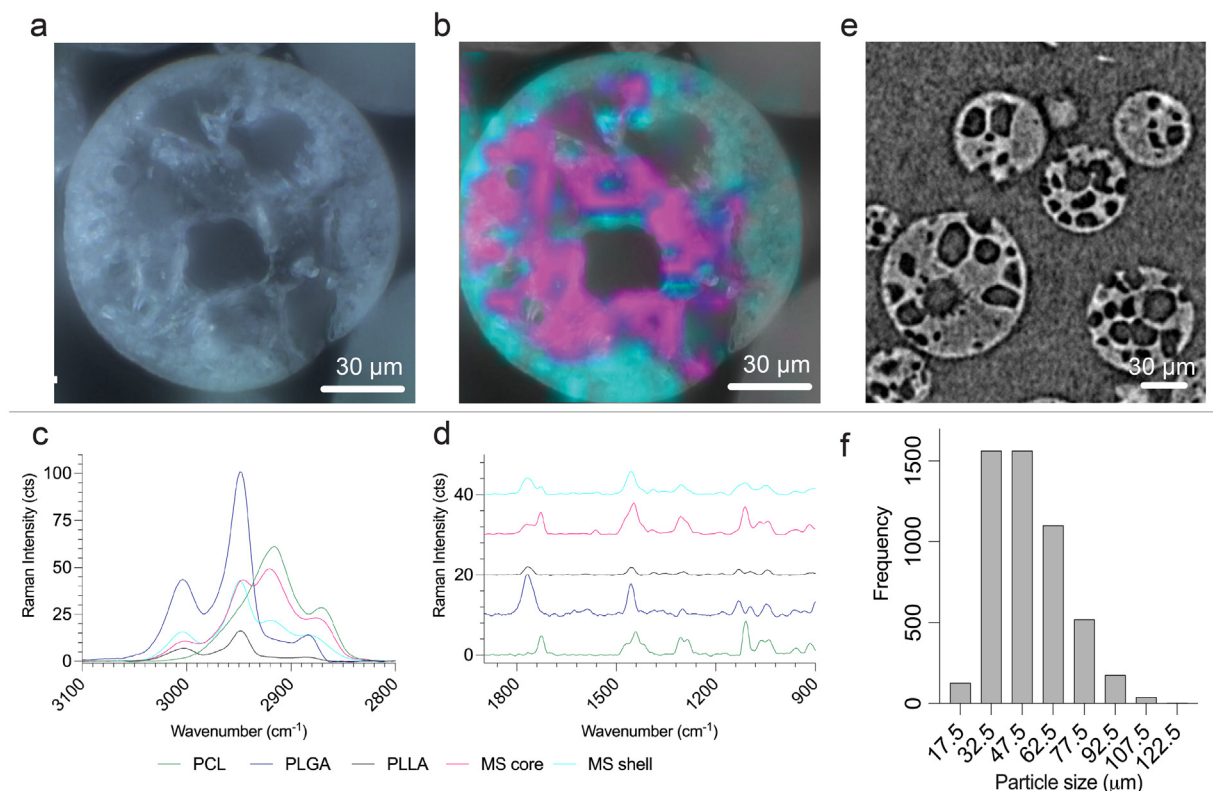 a
b
e
30 µm
30 µm
30 µm
c
d
f
100
75
50
25
0
Raman Intensity (cts)
3100
3000
2900
2800
Wavenumber (cm-1)
40
20
0
Raman Intensity (cts)
1800
1500
1200
900
Wavenumber (cm-1)
PCL
PLGA
PLLA
MS core
MS shell
1500
1000
500
0
Frequency
17.5
32.5
47.5
62.5
77.5
92.5
107.5
122.5
Particle size (µm)